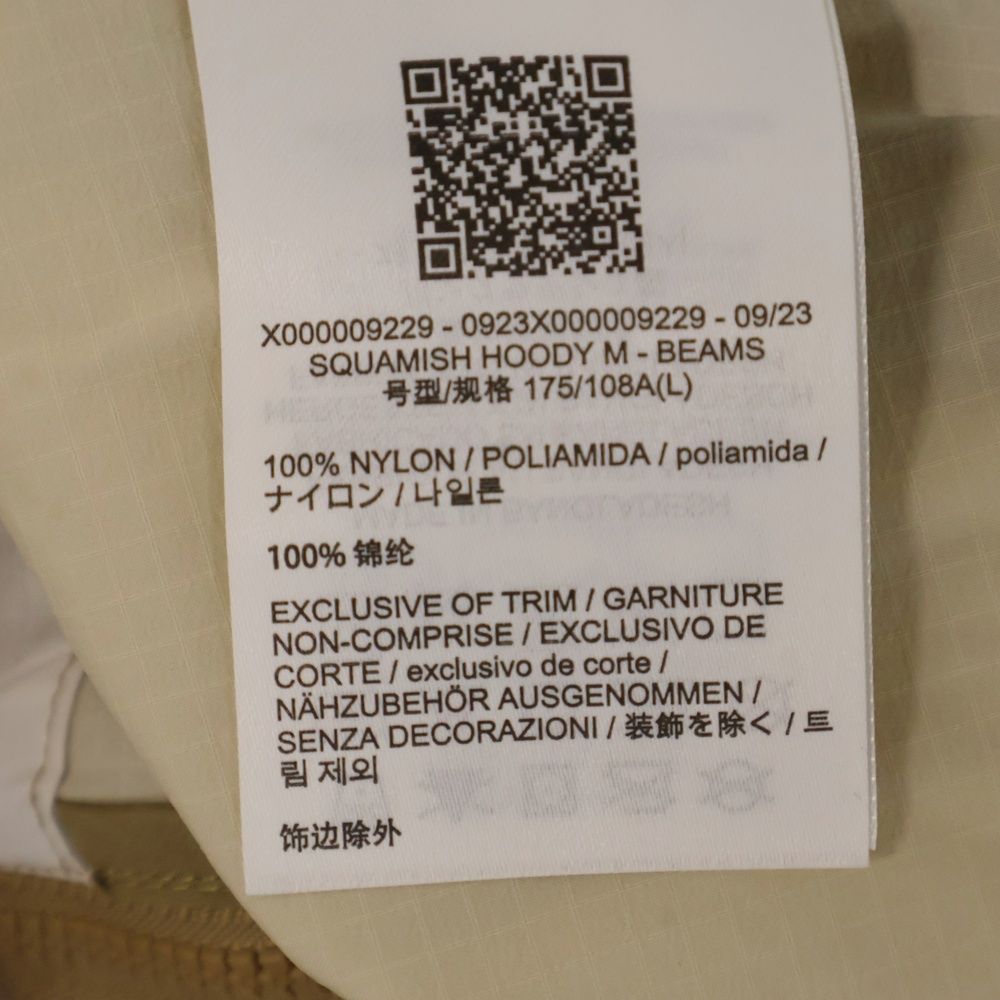 X000009229 - 0923X000009229 - 09/23
SQUAMISH HOODY M - BEAMS
号型/规格 175/108A(L)
100% NYLON / POLIAMIDA / poliamida /
ナイロン / 나일론
100% 锦纶
EXCLUSIVE OF TRIM / GARNITURE
NON-COMPRISE / EXCLUSIVO DE
CORTE / exclusivo de corte /
NÄHZUBEHÖR AUSGENOMMEN /
SENZA DECORAZIONI / 装飾を除く / 트
림 제외
饰边除外